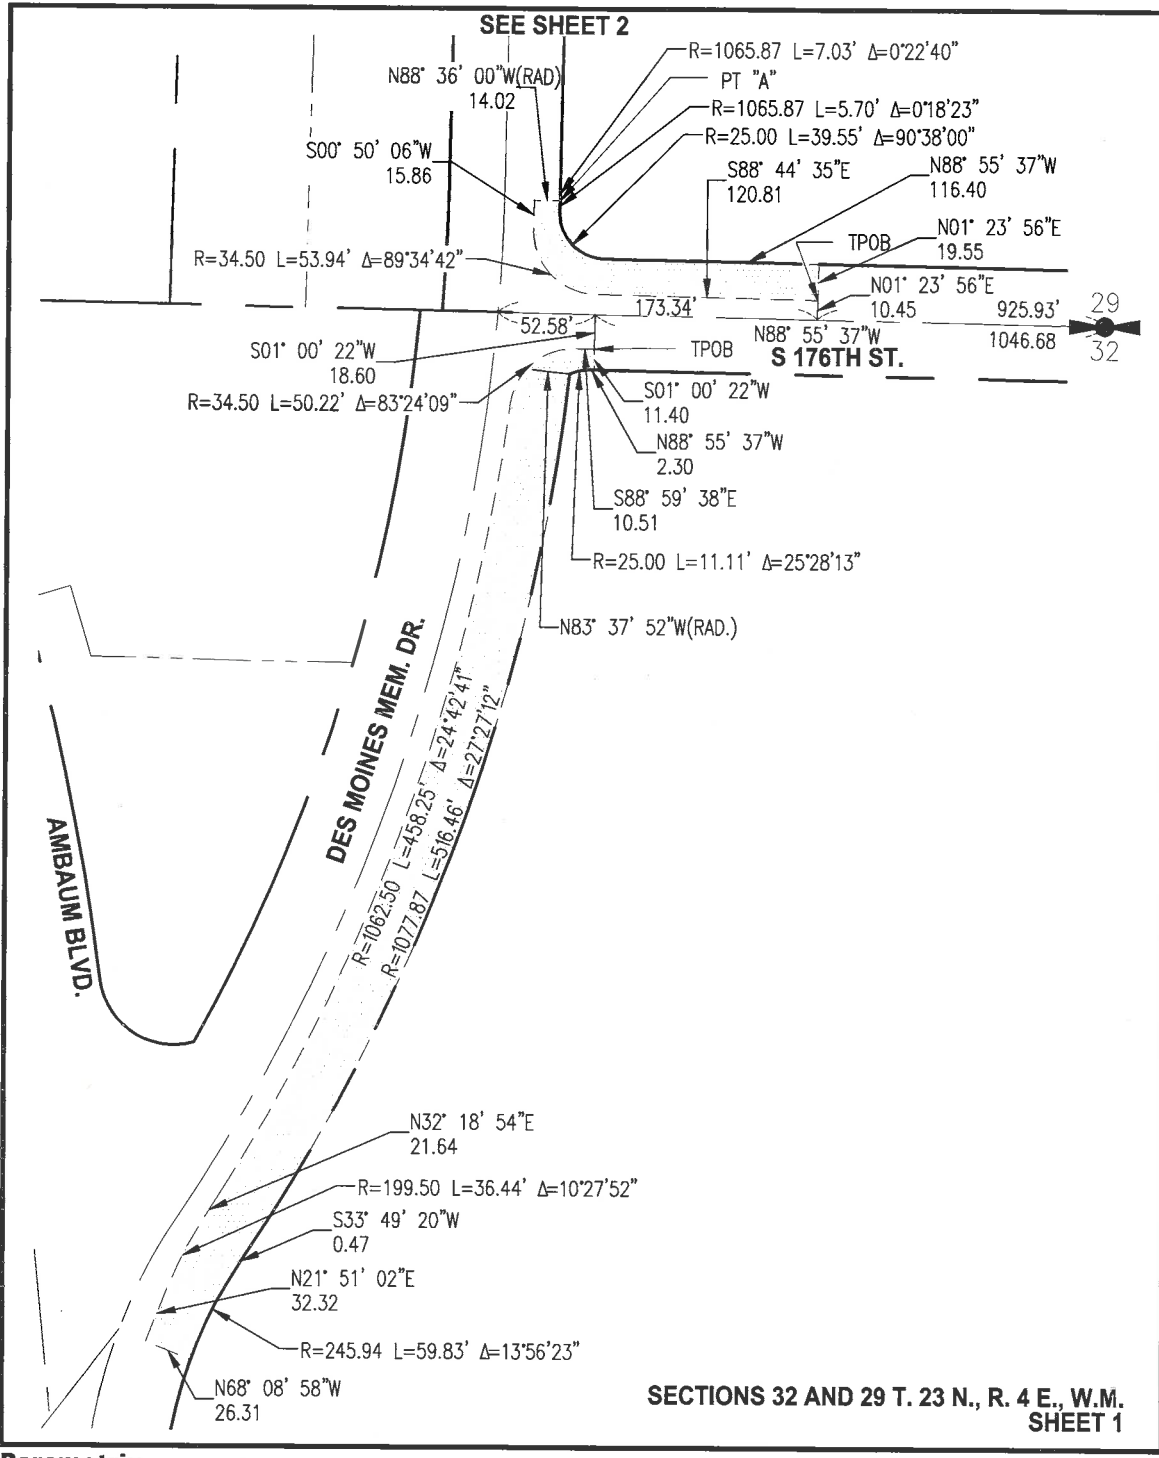 SEE SHEET 2
R=1065.87 L=7.03' Δ=0°22'40"
N88° 36' 00"W(RAD)
14.02
PT "A"
R=1065.87 L=5.70' Δ=0°18'23"
R=25.00 L=39.55' Δ=90°38'00"
S00° 50' 06"W
15.86
S88° 44' 35"E
120.81
N88° 55' 37"W
116.40
N01° 23' 56"E
19.55
TPOB
R=34.50 L=53.94' Δ=89°34'42"
N01° 23' 56"E
10.45
173.34'
925.93'
29
52.58'
N88° 55' 37"W
1046.68
32
S01° 00' 22"W
18.60
TPOB
S 176TH ST.
R=34.50 L=50.22' Δ=83°24'09"
S01° 00' 22"W
11.40
N88° 55' 37"W
2.30
S88° 59' 38"E
10.51
R=25.00 L=11.11' Δ=25°28'13"
N83° 37' 52"W(RAD.)
DES MOINES MEM. DR.
R=1062.50 L=458.25' Δ=24°42'41"
R=1077.87 L=516.46' Δ=27°27'12"
AMBAUM BLVD.
N32° 18' 54"E
21.64
R=199.50 L=36.44' Δ=10°27'52"
S33° 49' 20"W
0.47
N21° 51' 02"E
32.32
R=245.94 L=59.83' Δ=13°56'23"
N68° 08' 58"W
26.31
SECTIONS 32 AND 29 T. 23 N., R. 4 E., W.M.
SHEET 1